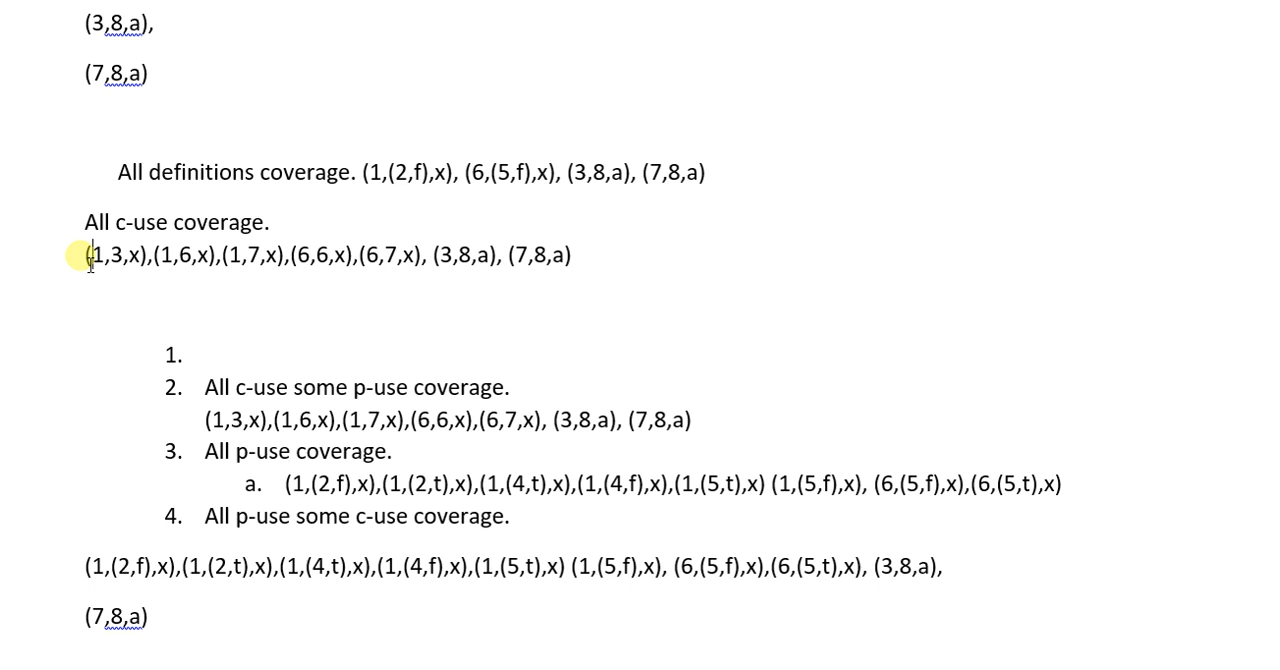 (3,8,a),
(7,8,a)
All definitions coverage. (1,(2,f),x), (6,(5,f),x), (3,8,a), (7,8,a)
All c-use coverage.
(1,3,x),(1,6,x),(1,7,x),(6,6,x),(6,7,x), (3,8,a), (7,8,a)
1.
2. All c-use some p-use coverage.
(1,3,x),(1,6,x),(1,7,x),(6,6,x),(6,7,x), (3,8,a), (7,8,a)
3. All p-use coverage.
a. (1,(2,f),x),(1,(2,t),x),(1,(4,t),x),(1,(4,f),x),(1,(5,t),x) (1,(5,f),x), (6,(5,f),x),(6,(5,t),x)
4. All p-use some c-use coverage.
(1,(2,f),x),(1,(2,t),x),(1,(4,t),x),(1,(4,f),x),(1,(5,t),x) (1,(5,f),x), (6,(5,f),x),(6,(5,t),x), (3,8,a),
(7,8,a)